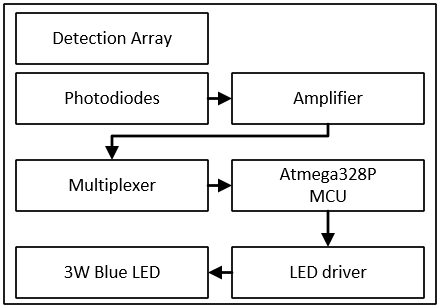 Detection Array
Photodiodes
Amplifier
Multiplexer
Atmega328P
MCU
3W Blue LED
LED driver